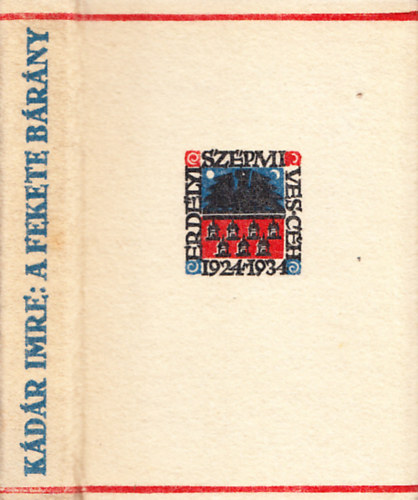 KÁDÁR IMRE: A FEKETE BÁRÁNY
ERDÉLYI
SZÉPMI
VES·CÉH
1924-1934